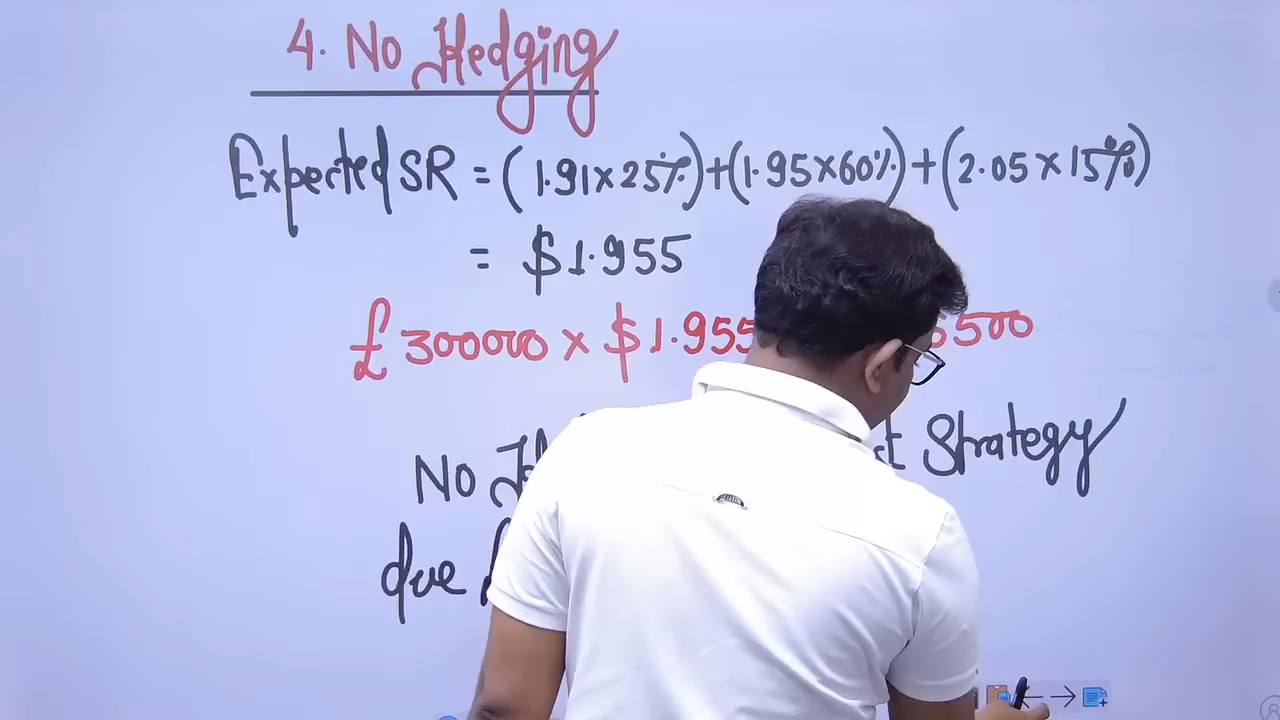 4. No Hedging
Expected SR = (1.91×25%)+(1.95×60%)+(2.05×15%)
= $1.955
£300000 × $1.955 6500
No Strategy
due